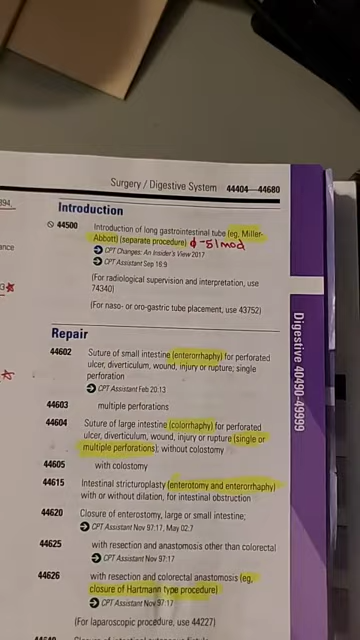 Surgery / Digestive System 44404 — 44680
394,
Introduction
44500 Introduction of long gastrointestinal tube (eg, Miller-
Abbott) (separate procedure) ϕ -51 mod
CPT Changes: An Insider's View 2017
CPT Assistant Sep 16:9
(For radiological supervision and interpretation, use
74340)
(For naso- or oro-gastric tube placement, use 43752)
Repair
44602 Suture of small intestine (enterorrhaphy) for perforated
ulcer, diverticulum, wound, injury or rupture; single
perforation
CPT Assistant Feb 20:13
44603 multiple perforations
44604 Suture of large intestine (colorrhaphy) for perforated
ulcer, diverticulum, wound, injury or rupture (single or
multiple perforations); without colostomy
44605 with colostomy
44615 Intestinal stricturoplasty (enterotomy and enterorrhaphy)
with or without dilation, for intestinal obstruction
44620 Closure of enterostomy, large or small intestine;
CPT Assistant Nov 97:17, May 02:7
44625 with resection and anastomosis other than colorectal
CPT Assistant Nov 97:17
44626 with resection and colorectal anastomosis (eg,
closure of Hartmann type procedure)
CPT Assistant Nov 97:17
(For laparoscopic procedure, use 44227)
Digestive 40490-49999